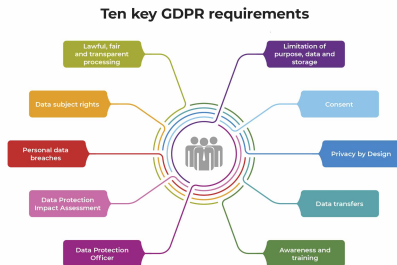 Ten key GDPR requirements
Lawful, fair
and transparent
processing
Limitation of
purpose, data and
storage
Data subject rights
Consent
Personal data
breaches
Privacy by Design
Data Protection
Impact Assessment
Data transfers
Data Protection
Officer
Awareness and
training